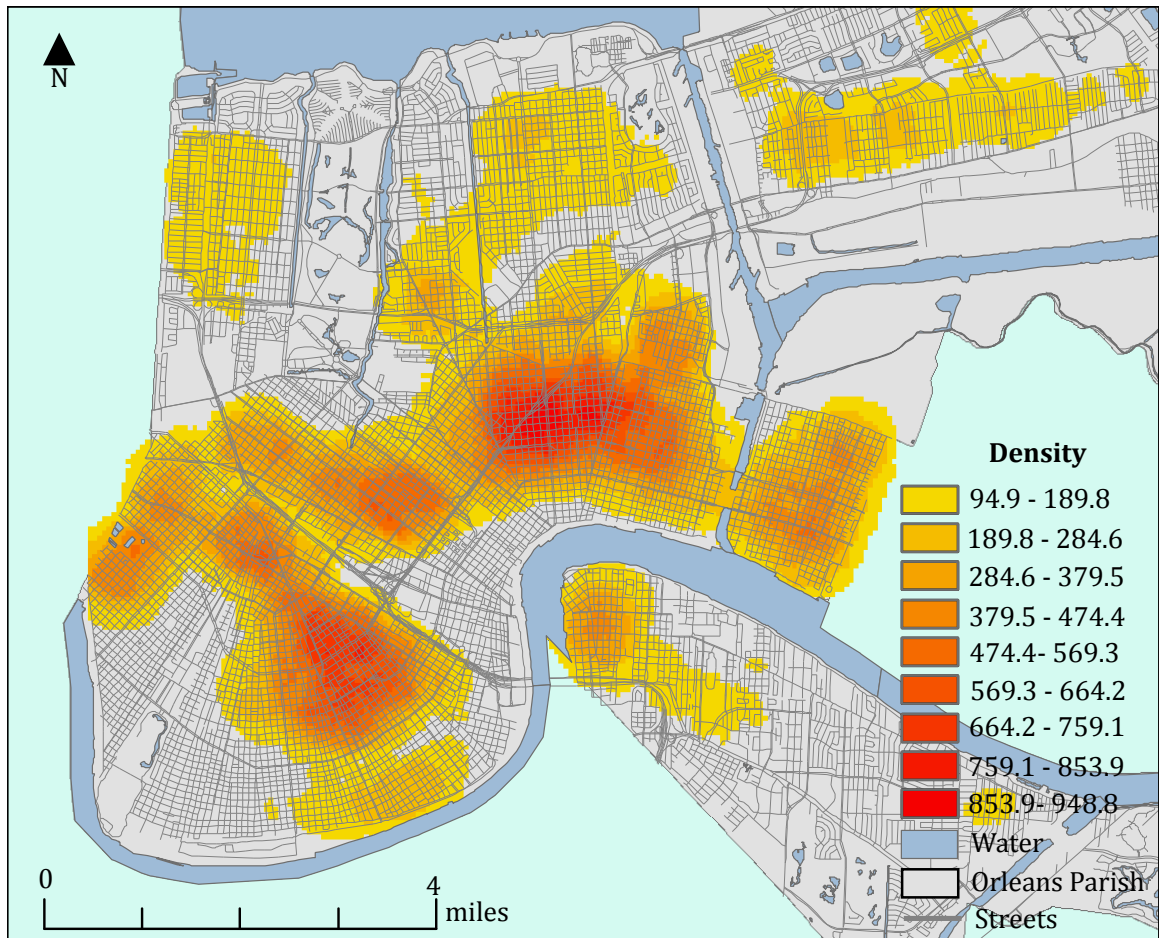 N
Density
94.9 - 189.8
189.8 - 284.6
284.6 - 379.5
379.5 - 474.4
474.4- 569.3
569.3 - 664.2
664.2 - 759.1
759.1 - 853.9
853.9- 948.8
Water
Orleans Parish
Streets
0 4
miles